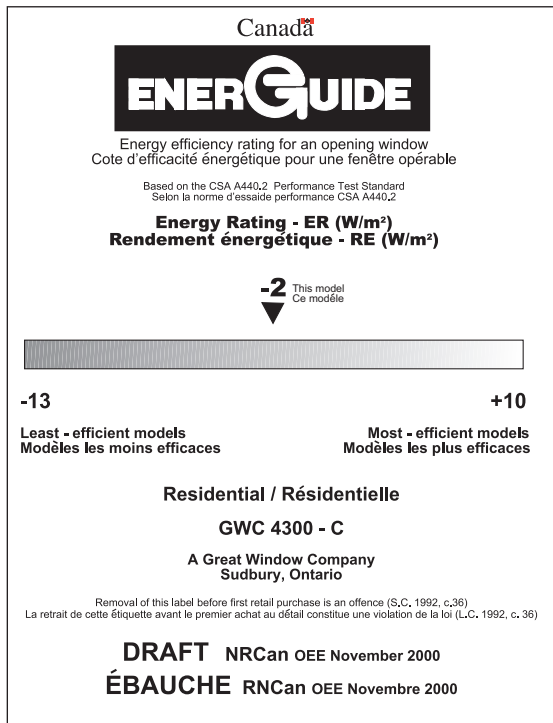 Canada
ENERGUIDE
Energy efficiency rating for an opening window
Cote d'efficacité énergétique pour une fenêtre opérable
Based on the CSA A440.2 Performance Test Standard
Selon la norme d'essaide performance CSA A440.2
Energy Rating - ER (W/m²)
Rendement énergétique - RE (W/m²)
-2 This model
Ce modéle
-13 +10
Least - efficient models Most - efficient models
Modèles les moins efficaces Modèles les plus efficaces
Residential / Résidentielle
GWC 4300 - C
A Great Window Company
Sudbury, Ontario
Removal of this label before first retail purchase is an offence (S.C. 1992, c.36)
La retrait de cette étiquette avant le premier achat au détail constitue une violation de la loi (L.C. 1992, c. 36)
DRAFT NRCan OEE November 2000
ÉBAUCHE RNCan OEE Novembre 2000